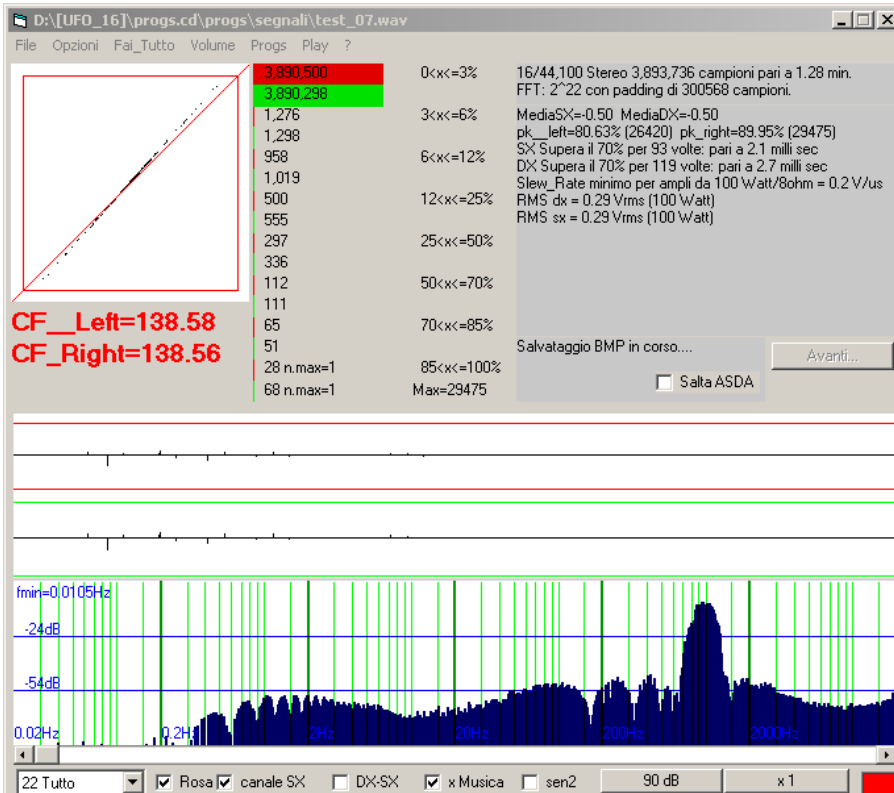 D:\[UFO_16]\progs.cd\progs\segnali\test_07.wav
File Opzioni Fai_Tutto Volume Progs Play ?
3,890,500 0<x<=3%
3,890,298
1,276 3<x<=6%
1,298
958 6<x<=12%
1,019
500 12<x<=25%
555
297 25<x<=50%
336
112 50<x<=70%
111
65 70<x<=85%
51
28 n.max=1 85<x<=100%
68 n.max=1 Max=29475
CF__Left=138.58
CF_Right=138.56
16/44,100 Stereo 3,893,736 campioni pari a 1.28 min.
FFT: 2^22 con padding di 300568 campioni.
MediaSX=-0.50 MediaDX=-0.50
pk__left=80.63% (26420) pk_right=89.95% (29475)
SX Supera il 70% per 93 volte: pari a 2.1 milli sec
DX Supera il 70% per 119 volte: pari a 2.7 milli sec
Slew_Rate minimo per ampli da 100 Watt/8ohm = 0.2 V/us
RMS dx = 0.29 Vrms (100 Watt)
RMS sx = 0.29 Vrms (100 Watt)
Salvataggio BMP in corso....
Avanti...
Salta ASDA
fmin=0.0105Hz
-24dB
-54dB
0.02Hz 0.2Hz 2Hz 20Hz 200Hz 2000Hz
22 Tutto Rosa canale SX DX-SX x Musica sen2 90 dB x 1